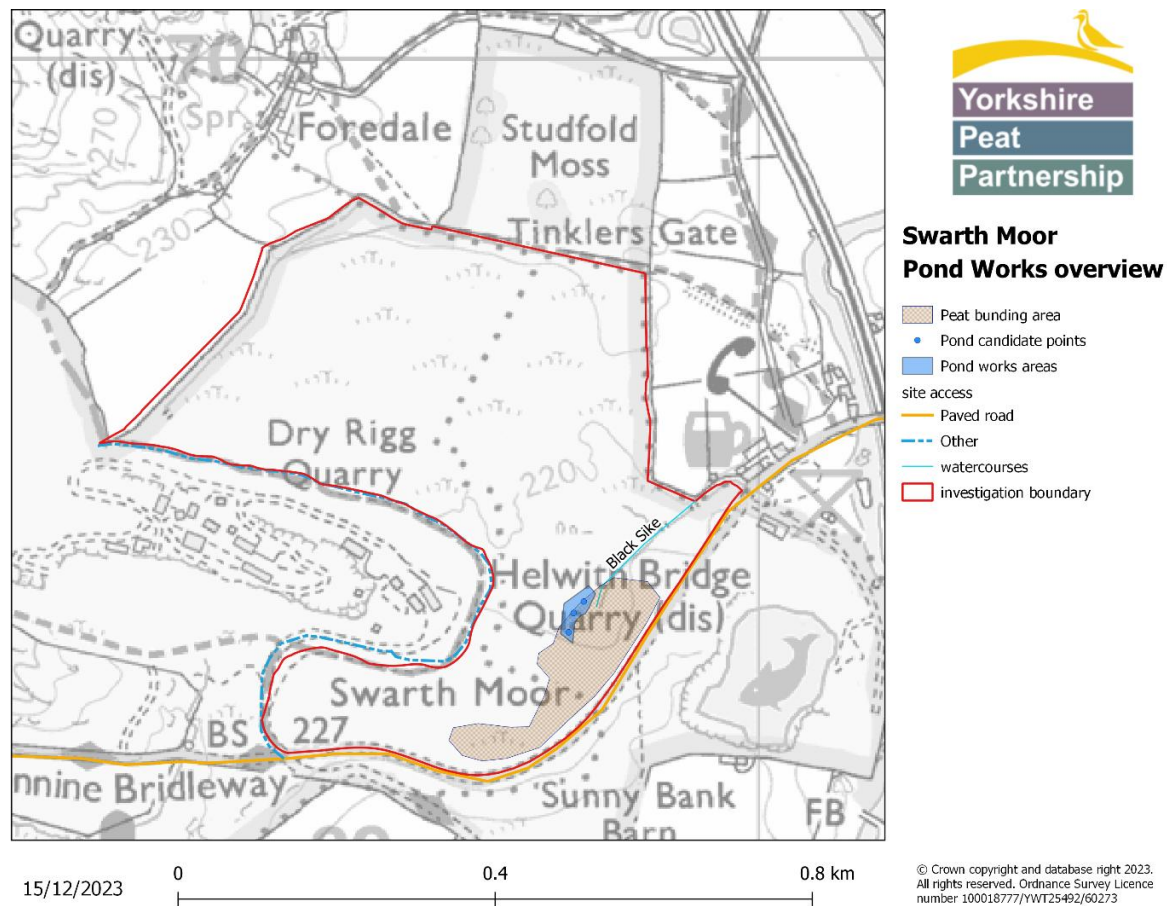 Quarry
(dis)
70
Spr
Foredale
Studfold
Moss
270
230
Tinklers Gate
Dry Rigg
Quarry
220
Black Sike
Helwith Bridge
Quarry (dis)
Swarth Moor
BS
227
nnine Bridleway
Sunny Bank
Barn
FB
Yorkshire
Peat
Partnership
Swarth Moor
Pond Works overview
Peat bunding area
Pond candidate points
Pond works areas
site access
Paved road
Other
watercourses
investigation boundary
15/12/2023
0
0.4
0.8 km
© Crown copyright and database right 2023.
All rights reserved. Ordnance Survey Licence
number 100018777/YWT25492/60273